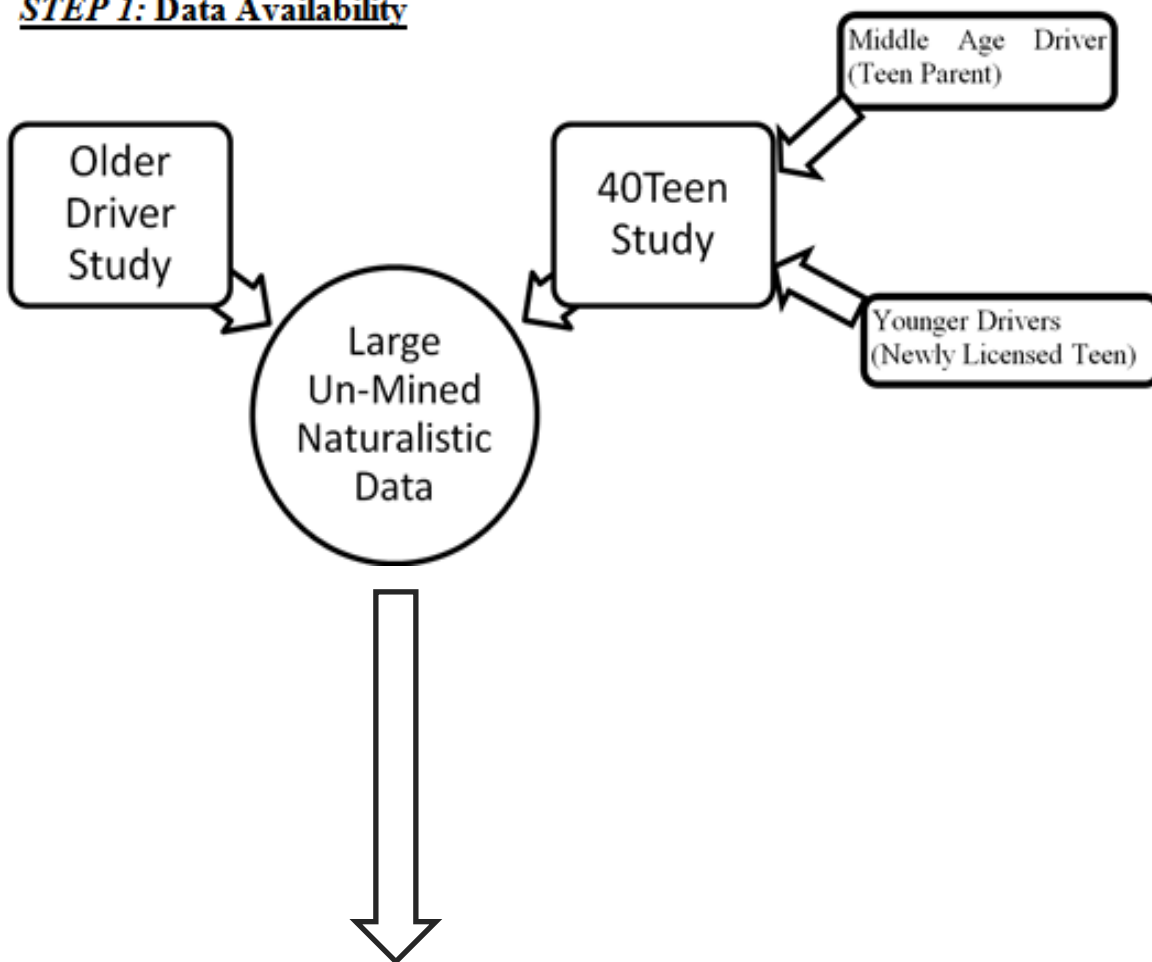 STEP 1: Data Availability
Middle Age Driver
(Teen Parent)
Older
Driver
Study
40Teen
Study
Younger Drivers
(Newly Licensed Teen)
Large
Un-Mined
Naturalistic
Data